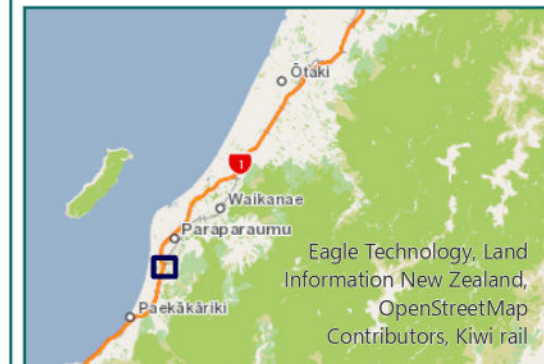 Ōtaki
1
Waikanae
Paraparaumu
Paekākāriki
Eagle Technology, Land
Information New Zealand,
OpenStreetMap
Contributors, Kiwi rail